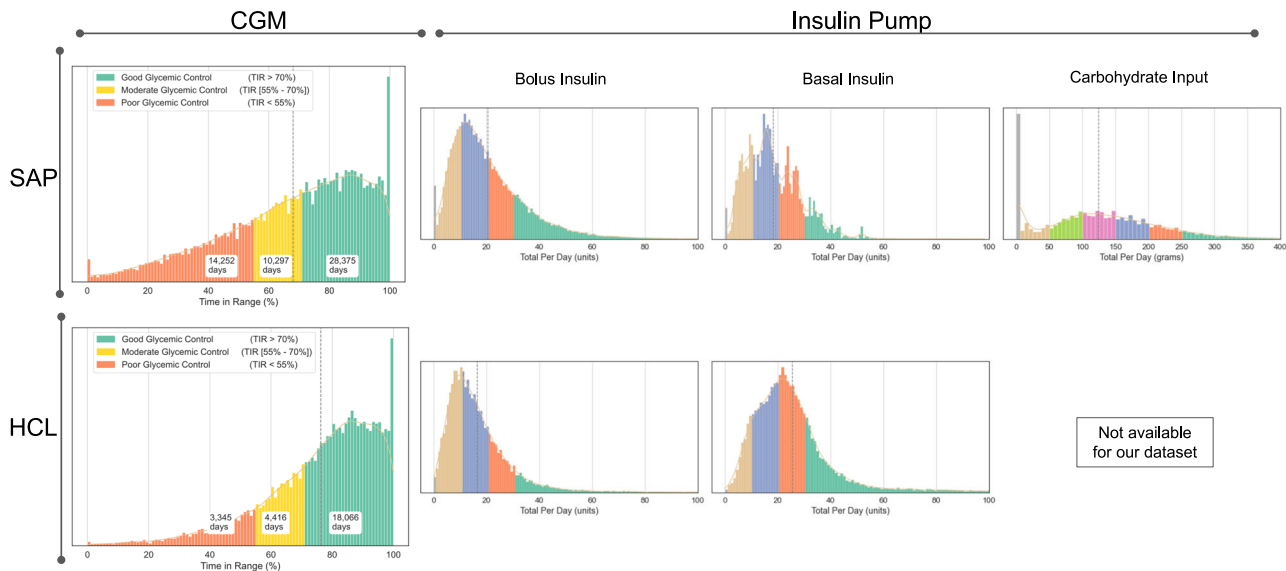 CGM
Insulin Pump
SAP
Good Glycemic Control (TIR > 70%)
Moderate Glycemic Control (TIR [55% - 70%])
Poor Glycemic Control (TIR < 55%)
14,252
days
10,297
days
28,375
days
0 20 40 60 80 100
Time in Range (%)
Bolus Insulin
0 20 40 60 80 100
Total Per Day (units)
Basal Insulin
0 20 40 60 80 100
Total Per Day (units)
Carbohydrate Input
0 50 100 150 200 250 300 350 400
Total Per Day (grams)
HCL
Good Glycemic Control (TIR > 70%)
Moderate Glycemic Control (TIR [55% - 70%])
Poor Glycemic Control (TIR < 55%)
3,345
days
4,416
days
18,066
days
0 20 40 60 80 100
Time in Range (%)
0 20 40 60 80 100
Total Per Day (units)
0 20 40 60 80 100
Total Per Day (units)
Not available
for our dataset